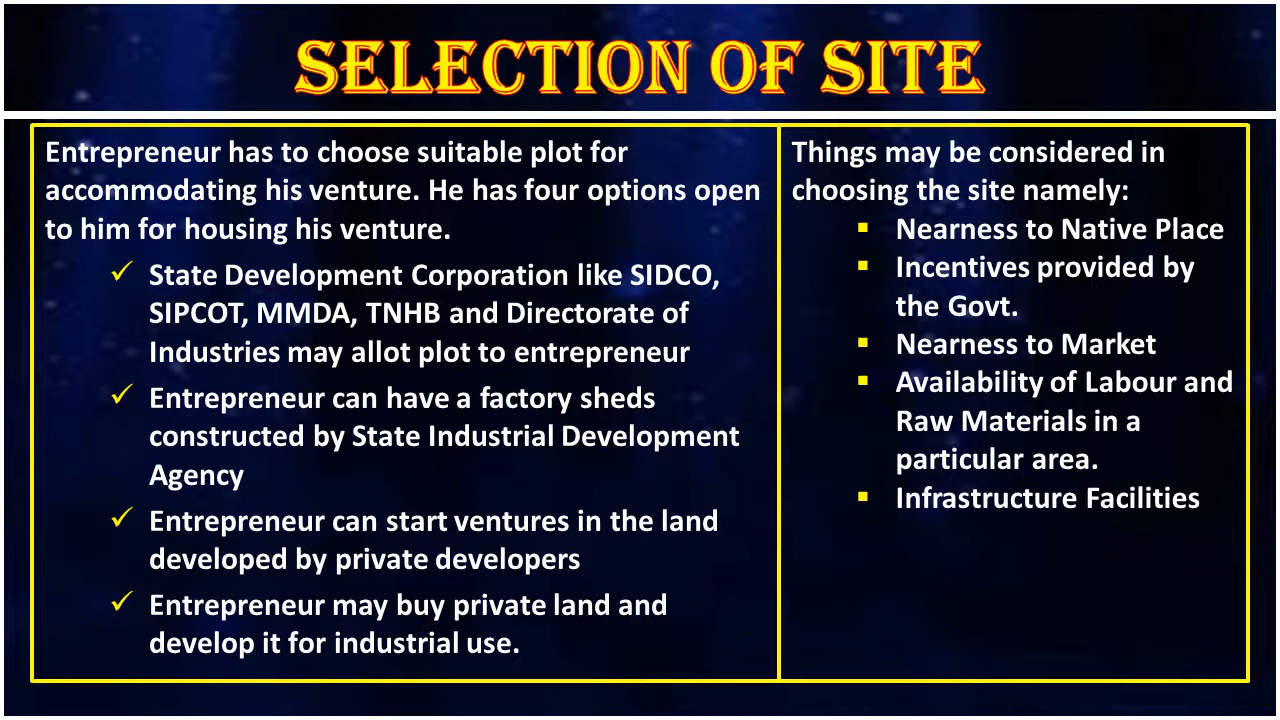 SELECTION OF SITE
Entrepreneur has to choose suitable plot for
accommodating his venture. He has four options open
to him for housing his venture.
✓ State Development Corporation like SIDCO,
SIPCOT, MMDA, TNHB and Directorate of
Industries may allot plot to entrepreneur
✓ Entrepreneur can have a factory sheds
constructed by State Industrial Development
Agency
✓ Entrepreneur can start ventures in the land
developed by private developers
✓ Entrepreneur may buy private land and
develop it for industrial use.
Things may be considered in
choosing the site namely:
▪ Nearness to Native Place
▪ Incentives provided by
the Govt.
▪ Nearness to Market
▪ Availability of Labour and
Raw Materials in a
particular area.
▪ Infrastructure Facilities